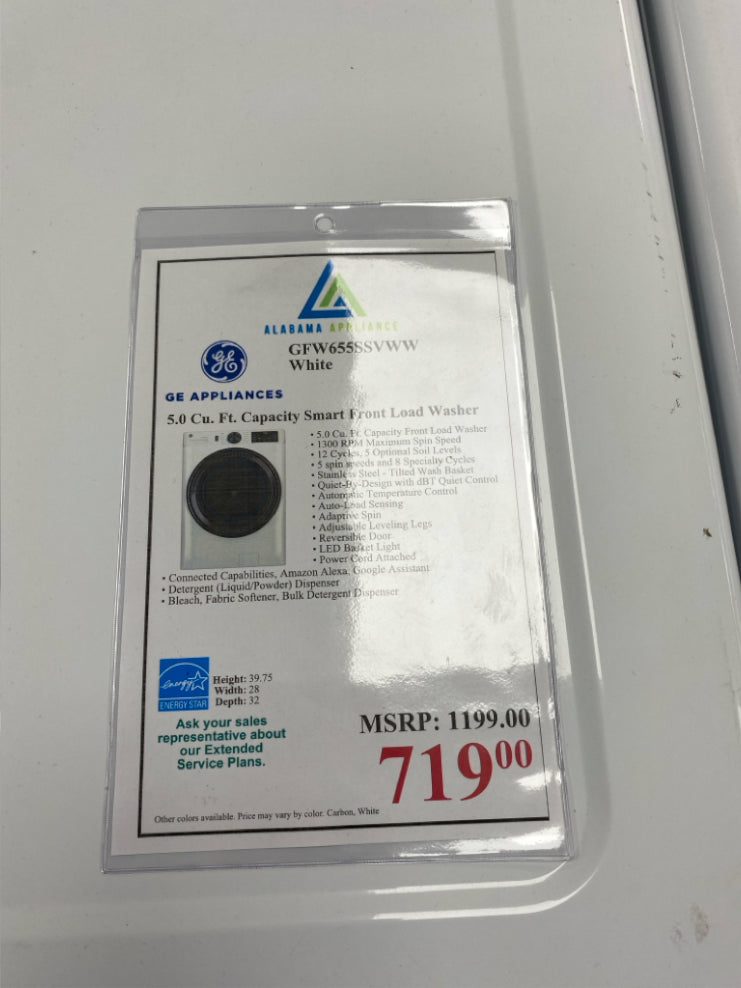 ALABAMA APPLIANCE
GE
GFW655SSVWW
White
GE APPLIANCES
5.0 Cu. Ft. Capacity Smart Front Load Washer
• 5.0 Cu. Ft. Capacity Front Load Washer
• 1300 RPM Maximum Spin Speed
• 12 Cycles, 5 Optional Soil Levels
• 5 spin speeds and 8 Specialty Cycles
• Stainless Steel - Tilted Wash Basket
• Quiet-By-Design with dBT Quiet Control
• Automatic Temperature Control
• Auto-Load Sensing
• Adaptive Spin
• Adjustable Leveling Legs
• Reversible Door
• LED Basket Light
• Power Cord Attached
• Connected Capabilities, Amazon Alexa. Google Assistant
• Detergent (Liquid/Powder) Dispenser
• Bleach, Fabric Softener, Bulk Detergent Dispenser
energy
ENERGY STAR
Height: 39.75
Width: 28
Depth: 32
Ask your sales
representative about
our Extended
Service Plans.
MSRP: 1199.00
719⁰⁰
Other colors available. Price may vary by color. Carbon, White